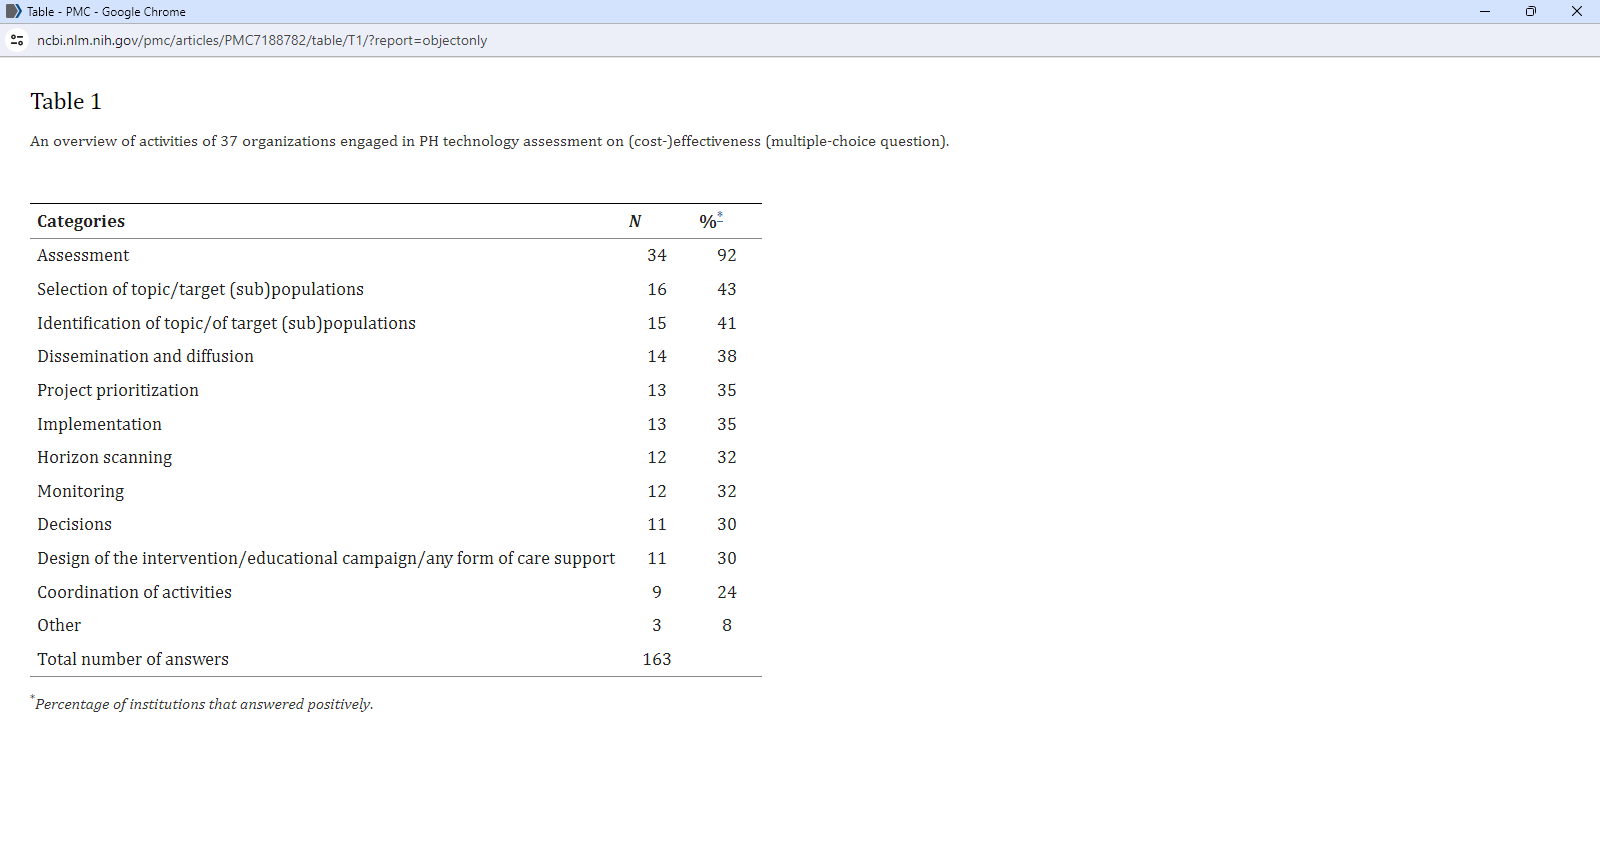 Table - PMC - Google Chrome
ncbi.nlm.nih.gov/pmc/articles/PMC7188782/table/T1/?report=objectonly
Table 1
An overview of activities of 37 organizations engaged in PH technology assessment on (cost-)effectiveness (multiple-choice question).
Categories N %*
Assessment 34 92
Selection of topic/target (sub)populations 16 43
Identification of topic/of target (sub)populations 15 41
Dissemination and diffusion 14 38
Project prioritization 13 35
Implementation 13 35
Horizon scanning 12 32
Monitoring 12 32
Decisions 11 30
Design of the intervention/educational campaign/any form of care support 11 30
Coordination of activities 9 24
Other 3 8
Total number of answers 163
*Percentage of institutions that answered positively.